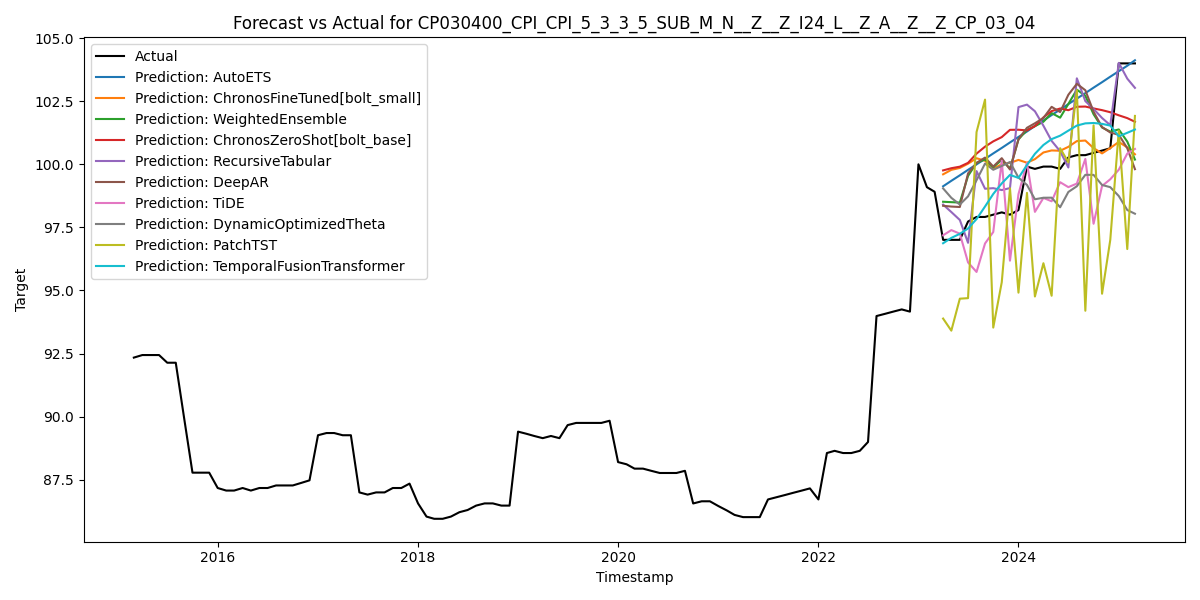 Forecast vs Actual for CP030400_CPI_CPI_5_3_3_5_SUB_M_N__Z__Z_I24_L__Z_A__Z__Z_CP_03_04
Actual
Prediction: AutoETS
Prediction: ChronosFineTuned[bolt_small]
Prediction: WeightedEnsemble
Prediction: ChronosZeroShot[bolt_base]
Prediction: RecursiveTabular
Prediction: DeepAR
Prediction: TiDE
Prediction: DynamicOptimizedTheta
Prediction: PatchTST
Prediction: TemporalFusionTransformer
Target
105.0
102.5
100.0
97.5
95.0
92.5
90.0
87.5
2016
2018
2020
2022
2024
Timestamp